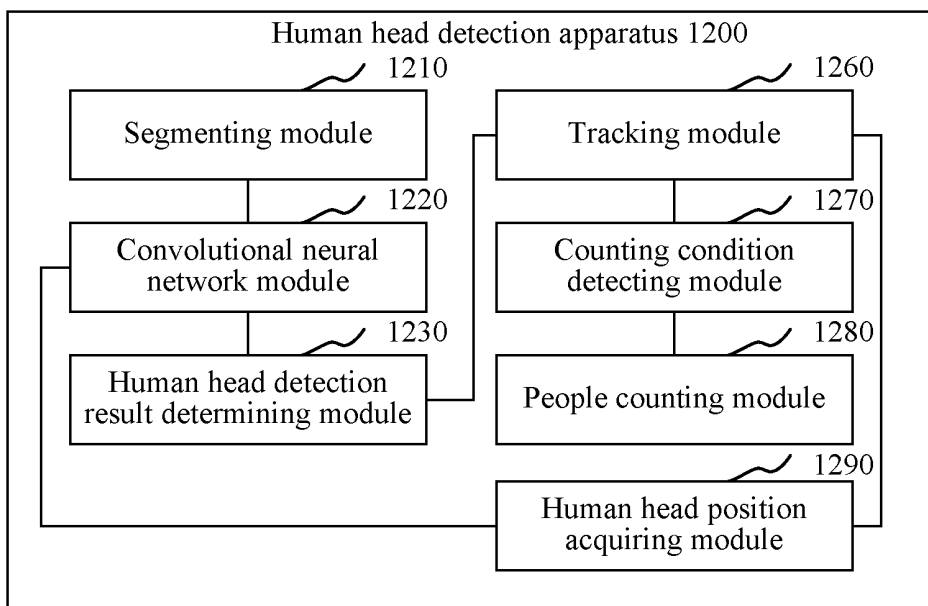 Human head detection apparatus 1200
1210
Segmenting module
1220
Convolutional neural
network module
1230
Human head detection
result determining module
1260
Tracking module
1270
Counting condition
detecting module
1280
People counting module
1290
Human head position
acquiring module